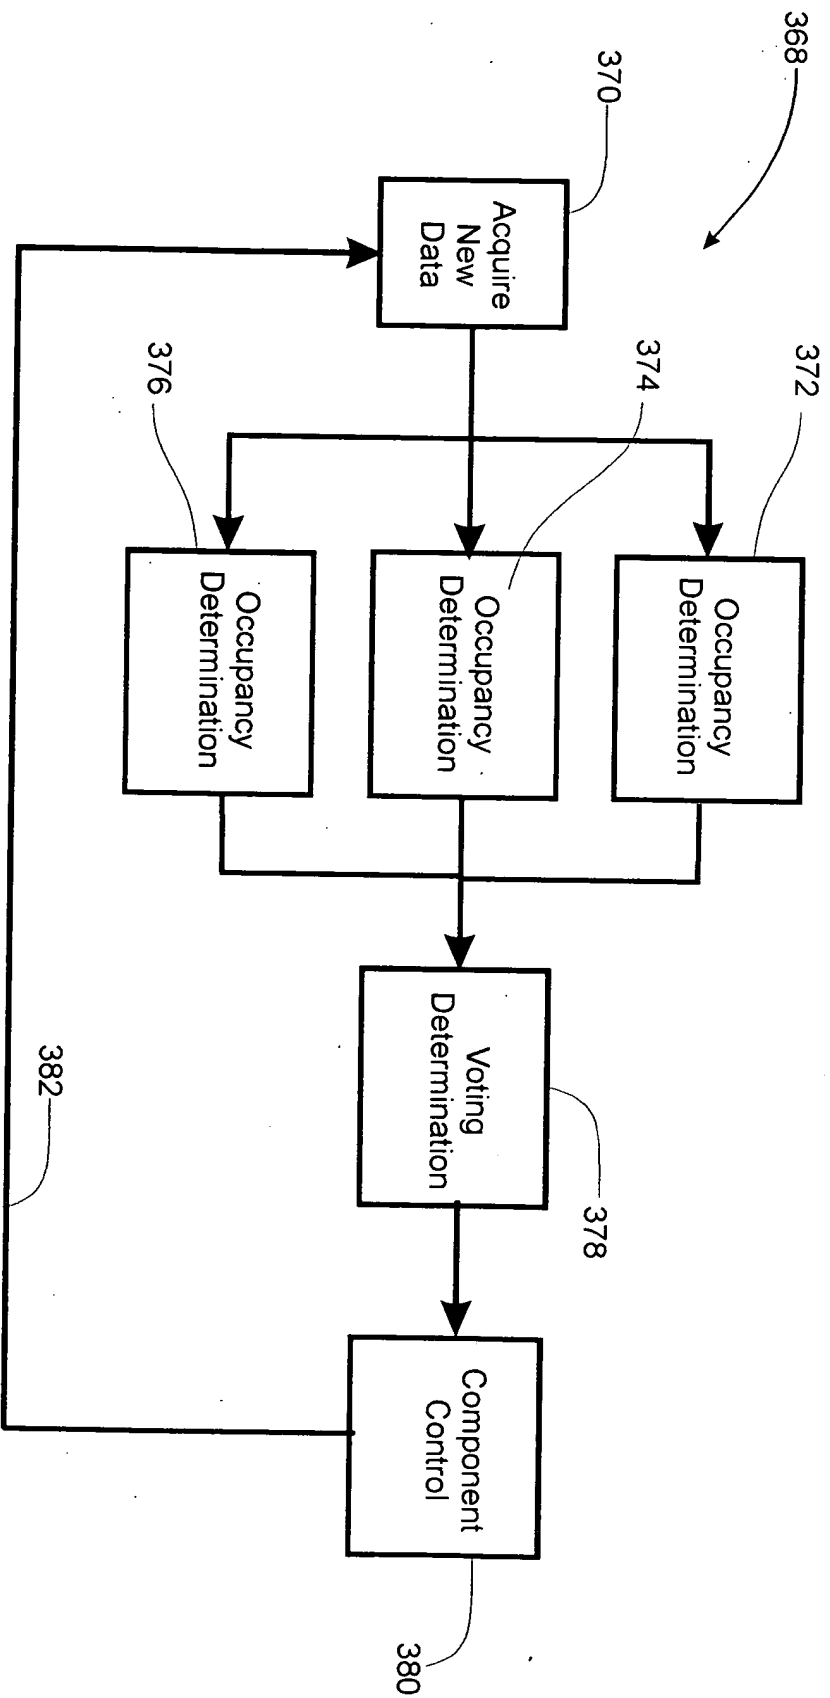 368
370
Acquire
New
Data
372
Occupancy
Determination
374
Occupancy
Determination
376
Occupancy
Determination
378
Voting
Determination
380
Component
Control
382